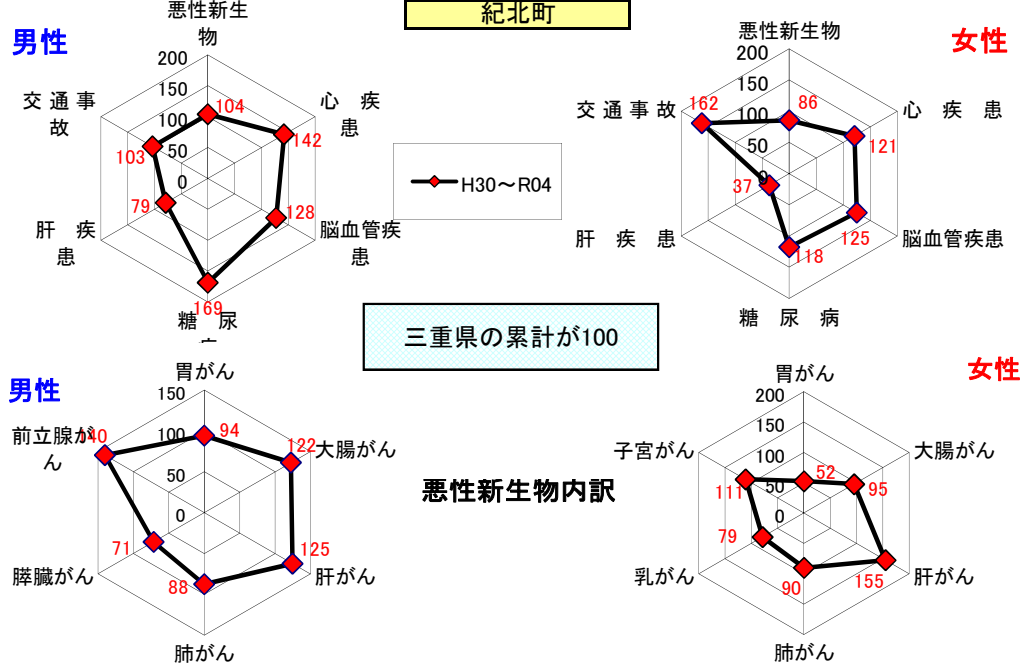 紀北町
男性
悪性新生
物
200
150
100
50
0
104
心　疾
患
142
脳血管疾
患
128
糖　尿
169
肝　疾
患
79
交 通 事
故
103
H30～R04
女性
悪性新生物
200
150
100
50
0
86
心　疾　患
121
脳血管疾患
125
糖　尿　病
118
肝　疾　患
37
交 通 事 故
162
三重県の累計が100
男性
胃がん
150
100
50
0
94
大腸がん
122
肝がん
125
肺がん
88
膵臓がん
71
前立腺が
ん
140
悪性新生物内訳
女性
胃がん
200
150
100
50
0
52
大腸がん
95
肝がん
155
肺がん
90
乳がん
79
子宮がん
111